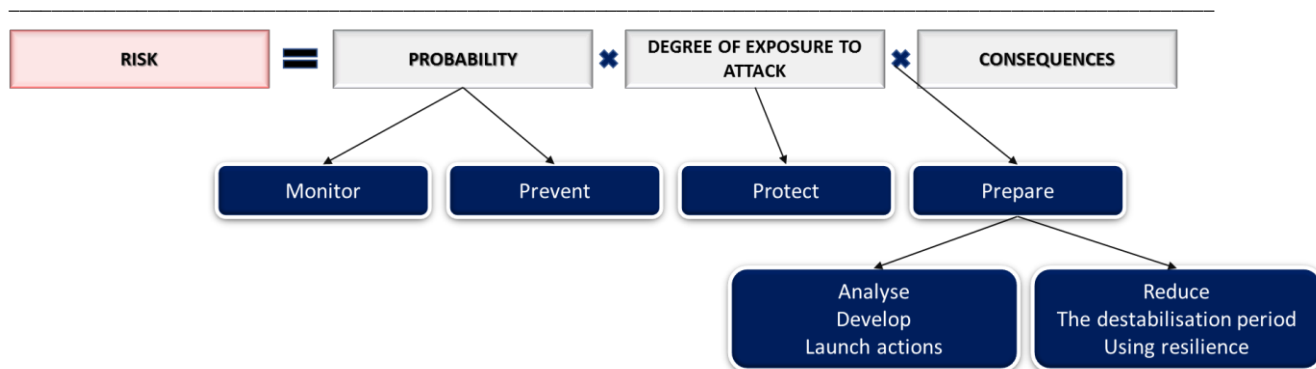 RISK
=
PROBABILITY
×
DEGREE OF EXPOSURE TO
ATTACK
×
CONSEQUENCES
Monitor
Prevent
Protect
Prepare
Analyse
Develop
Launch actions
Reduce
The destabilisation period
Using resilience